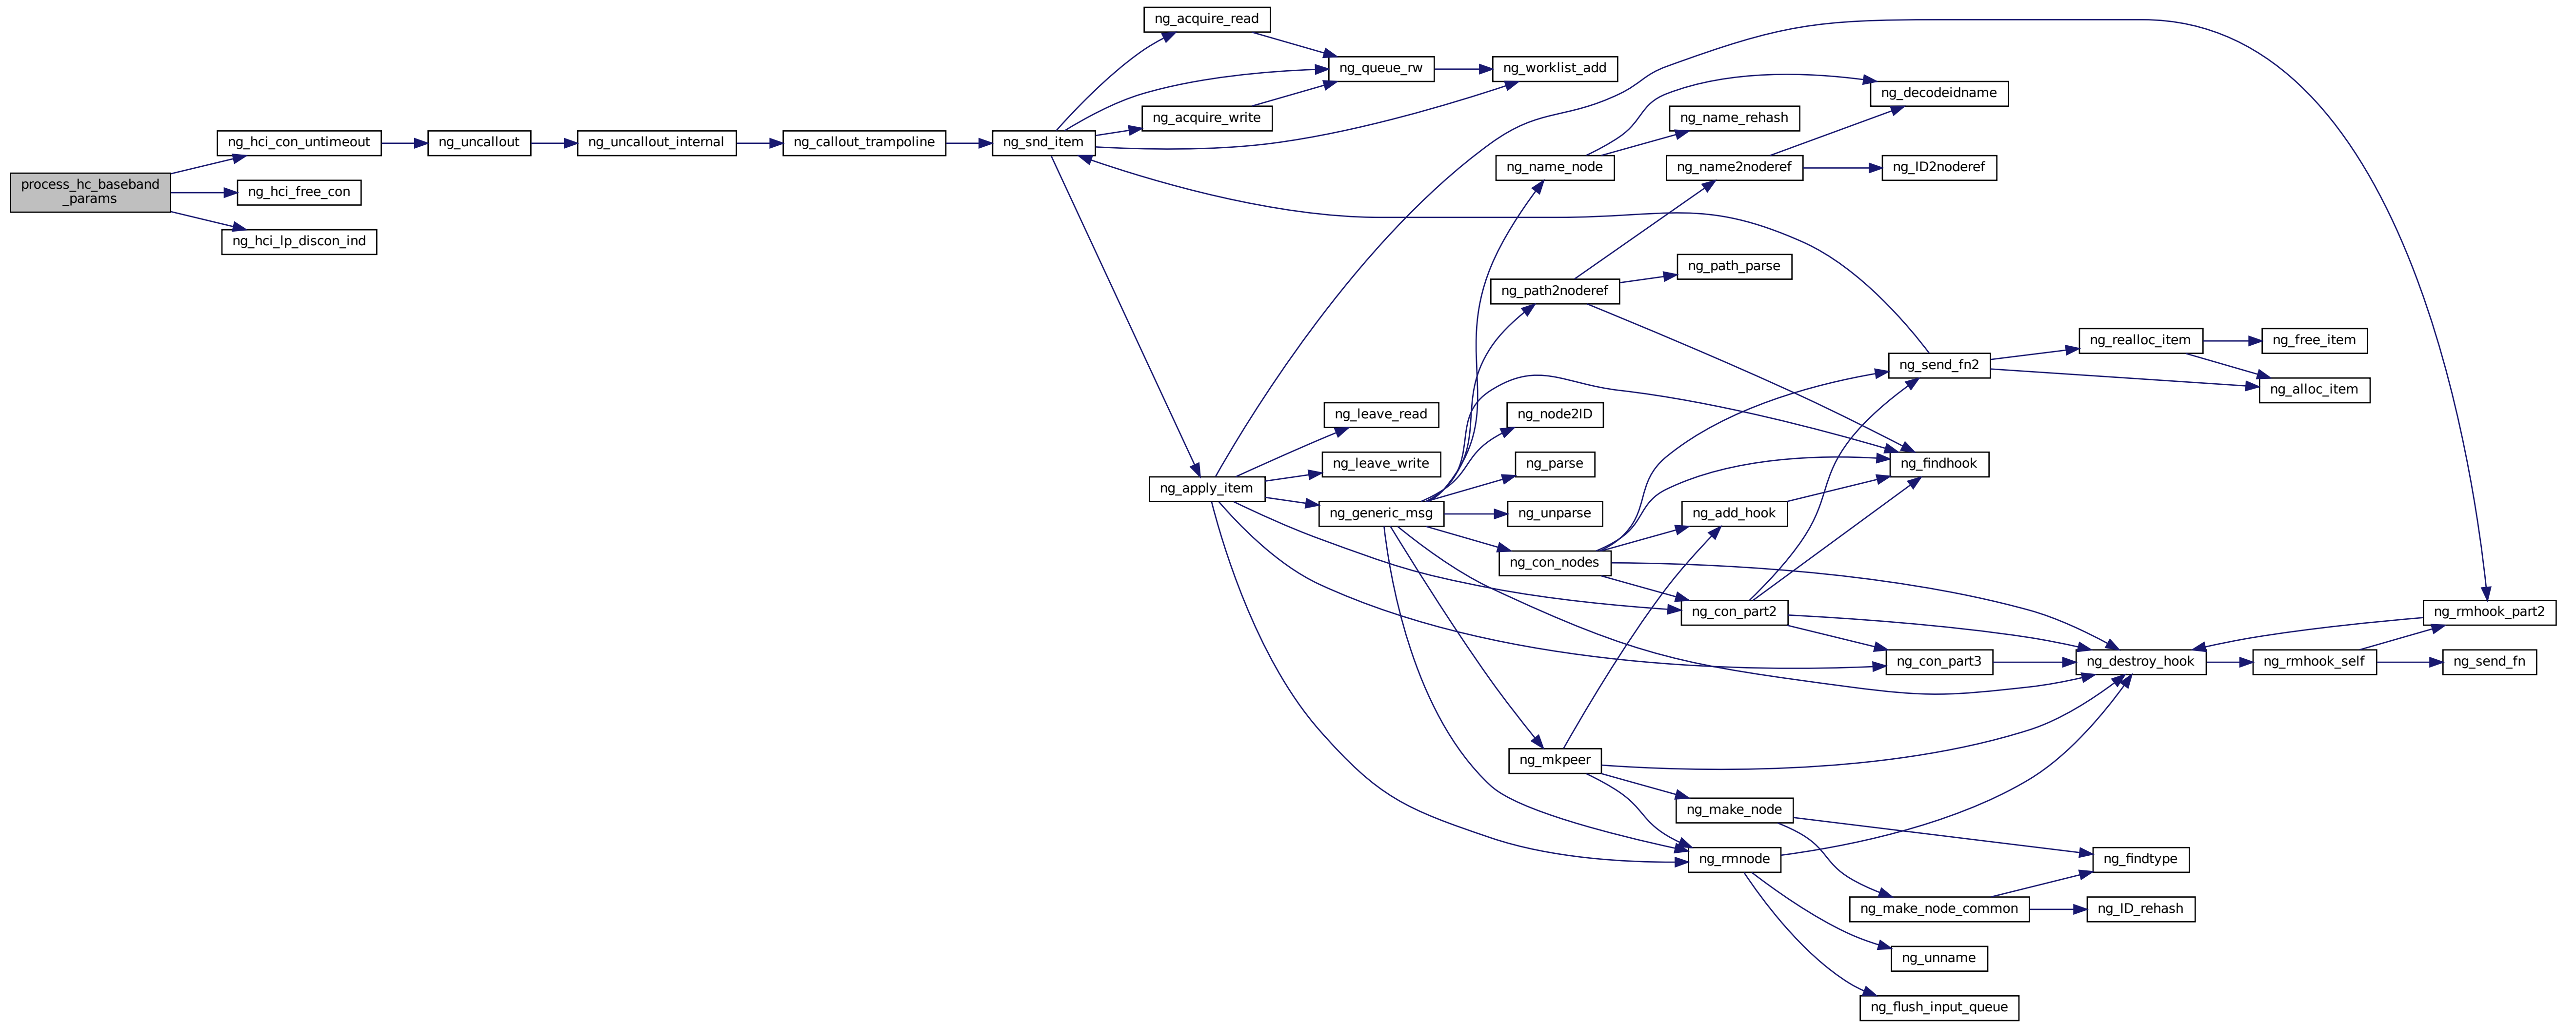 process_hc_baseband
_params
ng_hci_con_untimeout
ng_hci_free_con
ng_hci_lp_discon_ind
ng_uncallout
ng_uncallout_internal
ng_callout_trampoline
ng_snd_item
ng_acquire_read
ng_queue_rw
ng_worklist_add
ng_acquire_write
ng_apply_item
ng_leave_read
ng_leave_write
ng_generic_msg
ng_name_node
ng_decodeidname
ng_name_rehash
ng_name2noderef
ng_ID2noderef
ng_path2noderef
ng_path_parse
ng_node2ID
ng_parse
ng_unparse
ng_con_nodes
ng_add_hook
ng_findhook
ng_send_fn2
ng_realloc_item
ng_free_item
ng_alloc_item
ng_con_part2
ng_con_part3
ng_destroy_hook
ng_rmhook_self
ng_rmhook_part2
ng_send_fn
ng_mkpeer
ng_make_node
ng_rmnode
ng_findtype
ng_make_node_common
ng_ID_rehash
ng_unname
ng_flush_input_queue